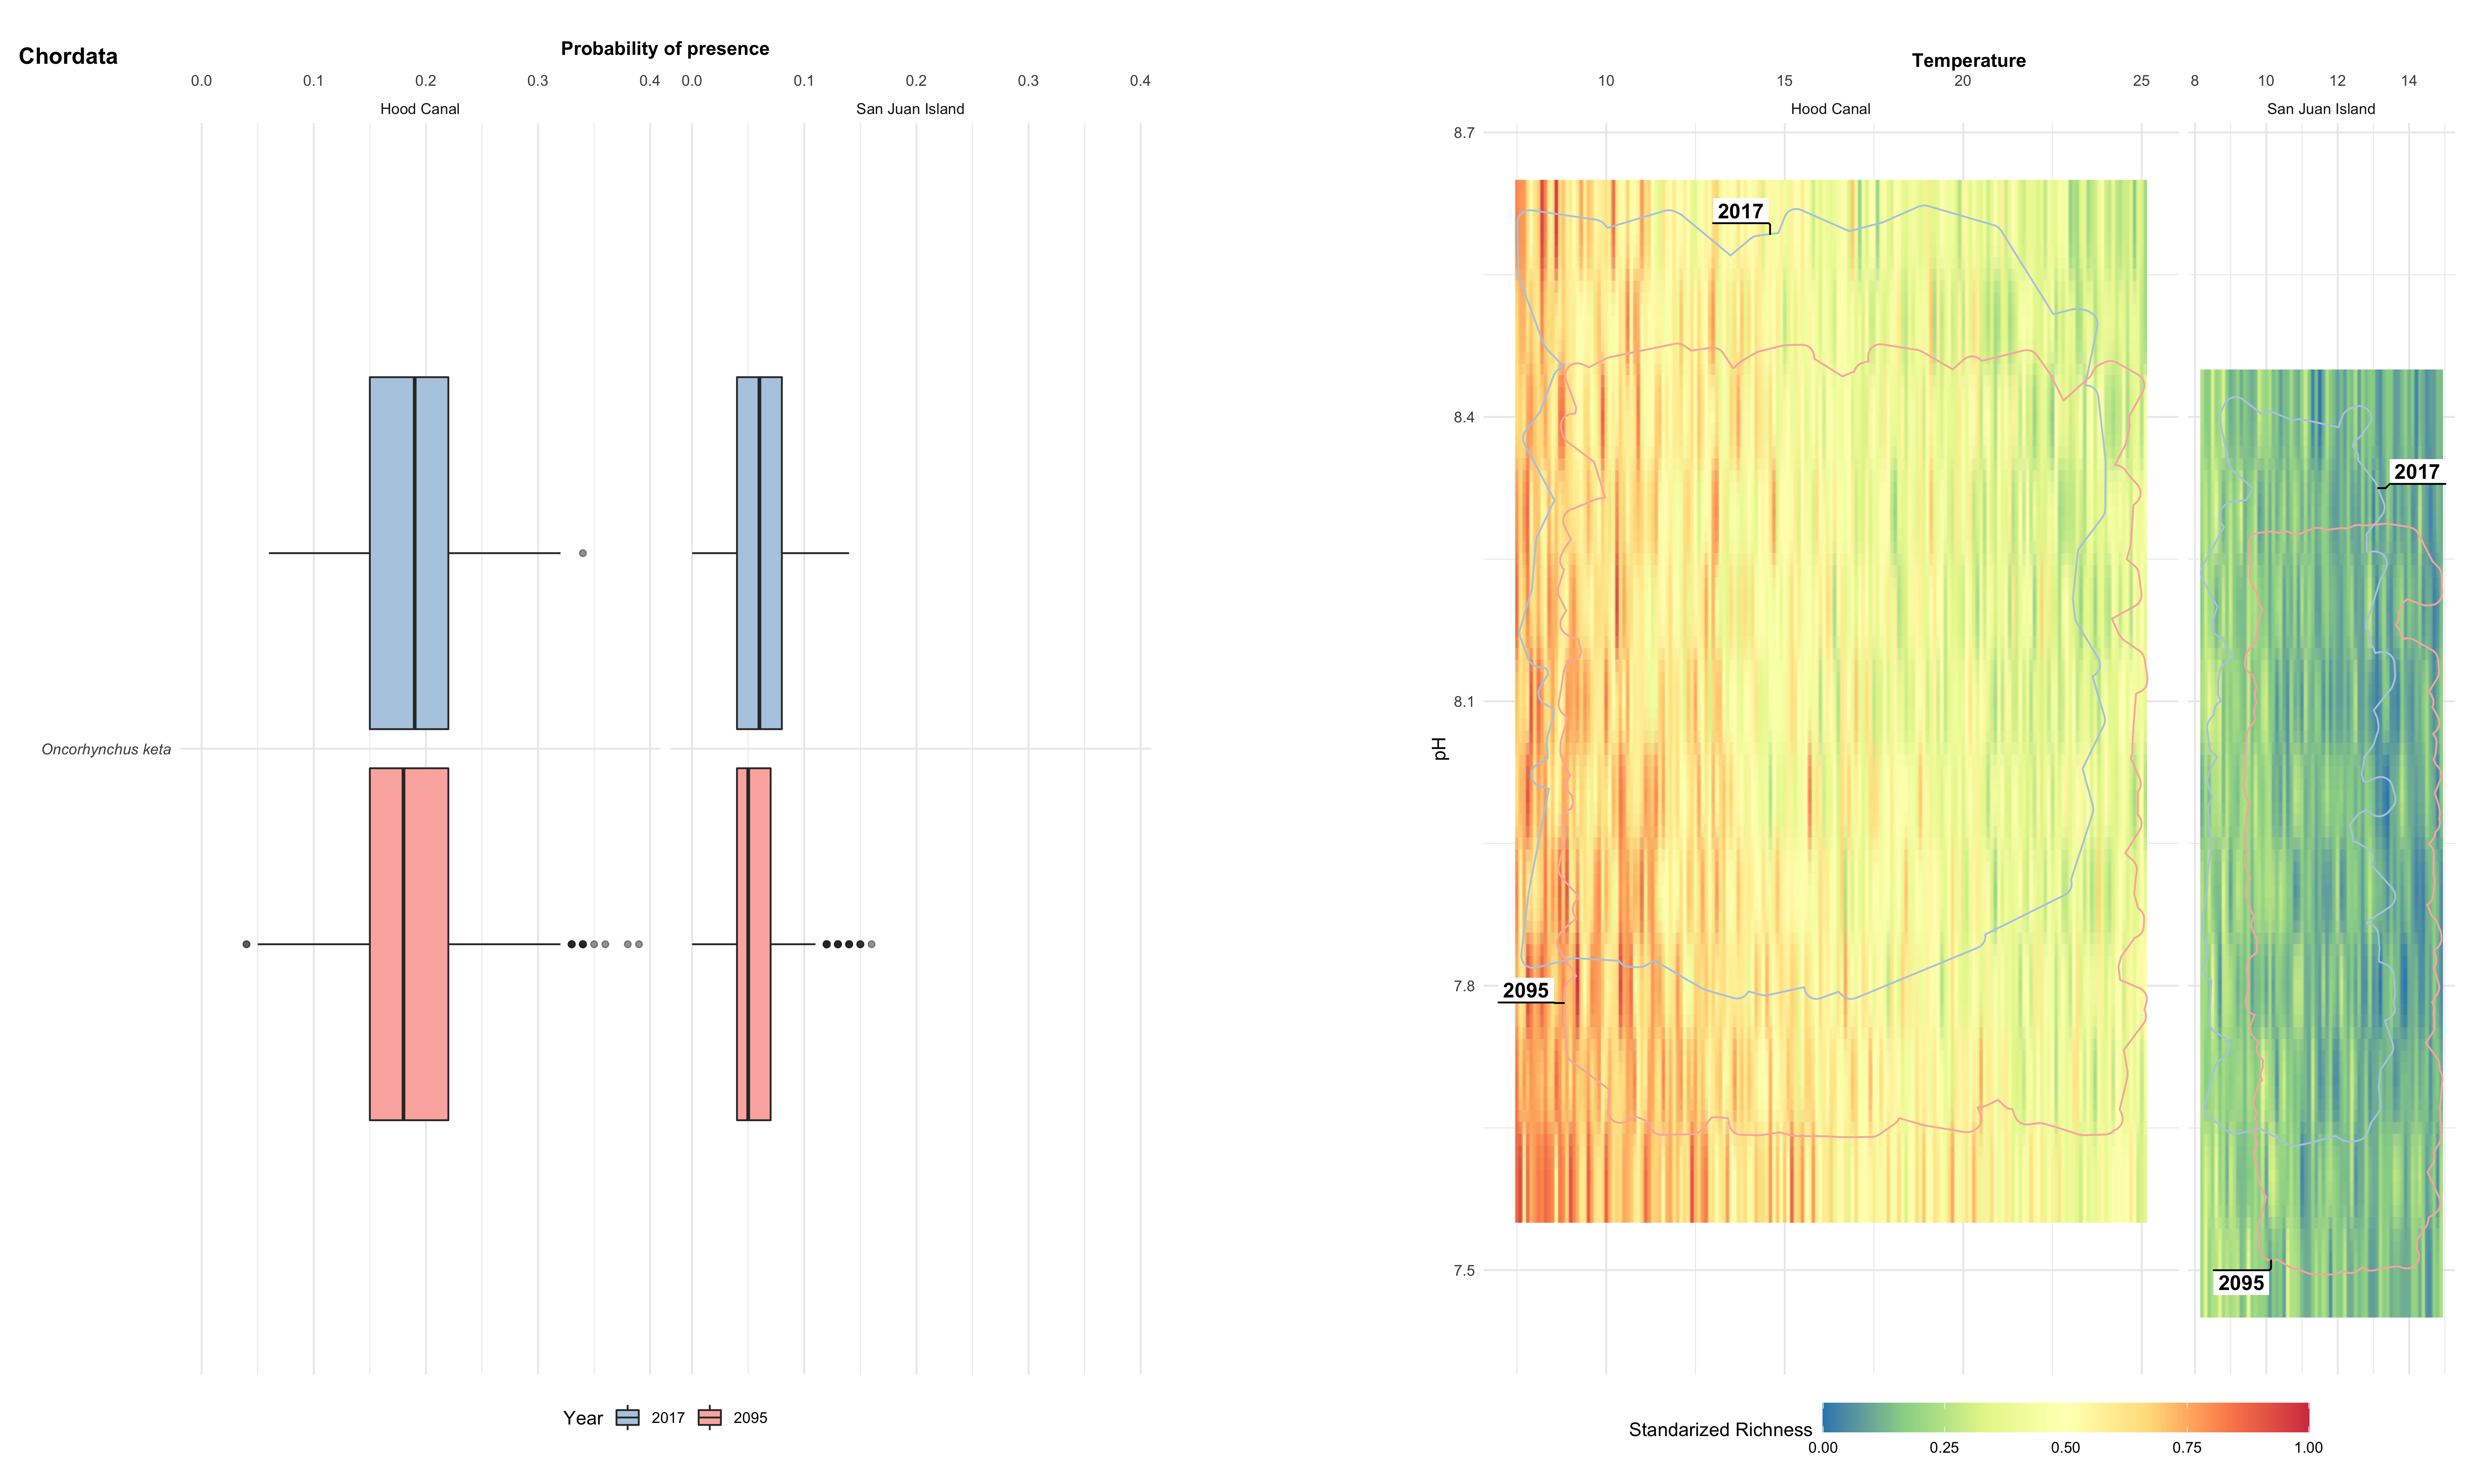 Chordata
Probability of presence
0.0 0.1 0.2 0.3 0.4 0.0 0.1 0.2 0.3 0.4
Hood Canal San Juan Island
Oncorhynchus keta
Year 2017 2095
Temperature
10 15 20 25 8 10 12 14
Hood Canal San Juan Island
8.7
8.4
8.1
7.8
7.5
pH
2017
2017
2095
2095
Standarized Richness
0.00 0.25 0.50 0.75 1.00